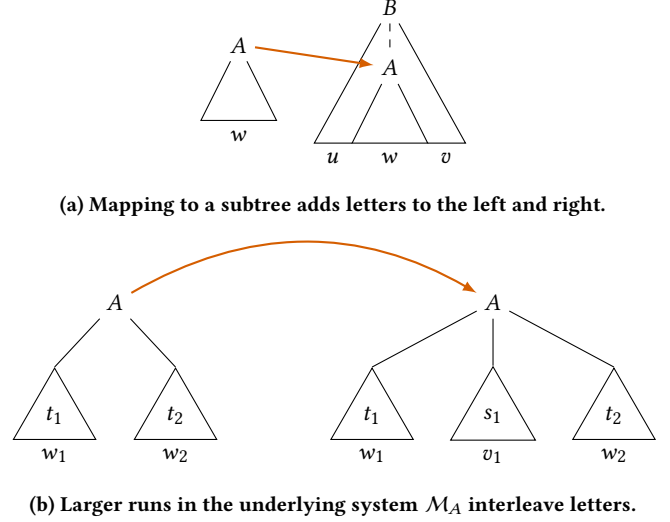 B
A
A
w
u w v
(a) Mapping to a subtree adds letters to the left and right.
A A
t₁ t₂ t₁ s₁ t₂
w₁ w₂ w₁ v₁ w₂
(b) Larger runs in the underlying system ℳ_A interleave letters.